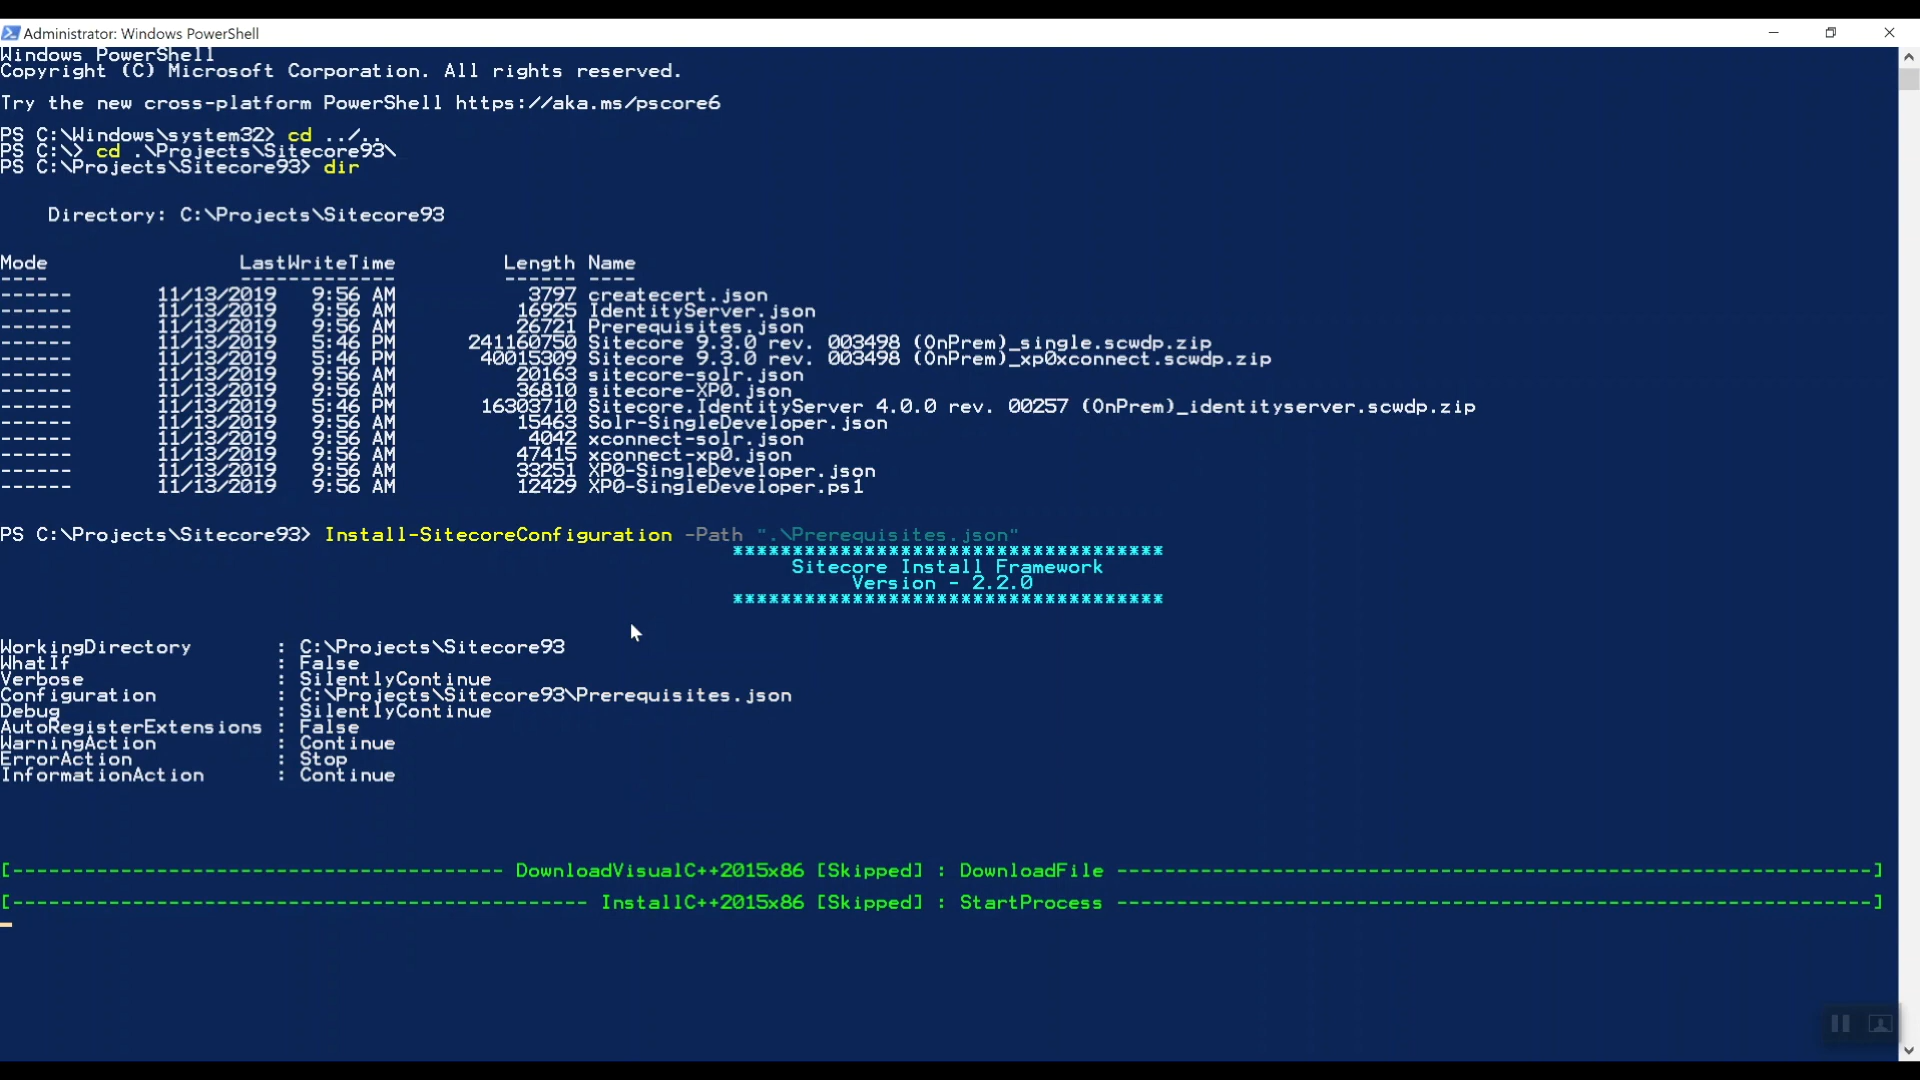 Administrator: Windows PowerShell
Windows PowerShell
Copyright (C) Microsoft Corporation. All rights reserved.
Try the new cross-platform PowerShell https://aka.ms/pscore6
PS C:\Windows\system32> cd ../..
PS C:\> cd .\Projects\Sitecore93\
PS C:\Projects\Sitecore93> dir
Directory: C:\Projects\Sitecore93
Mode LastWriteTime Length Name
---- ------------- ------ ----
------ 11/13/2019 9:56 AM 3797 createcert.json
------ 11/13/2019 9:56 AM 16925 IdentityServer.json
------ 11/13/2019 9:56 AM 26721 Prerequisites.json
------ 11/13/2019 5:46 PM 241160750 Sitecore 9.3.0 rev. 003498 (OnPrem)_single.scwdp.zip
------ 11/13/2019 5:46 PM 40015309 Sitecore 9.3.0 rev. 003498 (OnPrem)_xp0xconnect.scwdp.zip
------ 11/13/2019 9:56 AM 20163 sitecore-solr.json
------ 11/13/2019 9:56 AM 36810 sitecore-XP0.json
------ 11/13/2019 5:46 PM 16303710 Sitecore.IdentityServer 4.0.0 rev. 00257 (OnPrem)_identityserver.scwdp.zip
------ 11/13/2019 9:56 AM 15463 Solr-SingleDeveloper.json
------ 11/13/2019 9:56 AM 4042 xconnect-solr.json
------ 11/13/2019 9:56 AM 47415 xconnect-xp0.json
------ 11/13/2019 9:56 AM 33251 XP0-SingleDeveloper.json
------ 11/13/2019 9:56 AM 12429 XP0-SingleDeveloper.ps1
PS C:\Projects\Sitecore93> Install-SitecoreConfiguration -Path ".\Prerequisites.json"
************************************
Sitecore Install Framework
Version - 2.2.0
************************************
WorkingDirectory : C:\Projects\Sitecore93
WhatIf : False
Verbose : SilentlyContinue
Configuration : C:\Projects\Sitecore93\Prerequisites.json
Debug : SilentlyContinue
AutoRegisterExtensions : False
WarningAction : Continue
ErrorAction : Stop
InformationAction : Continue
[----------------------------------------- DownloadVisualC++2015x86 [Skipped] : DownloadFile ---------------------------------------------------------------]
[------------------------------------------------ InstallC++2015x86 [Skipped] : StartProcess ---------------------------------------------------------------]